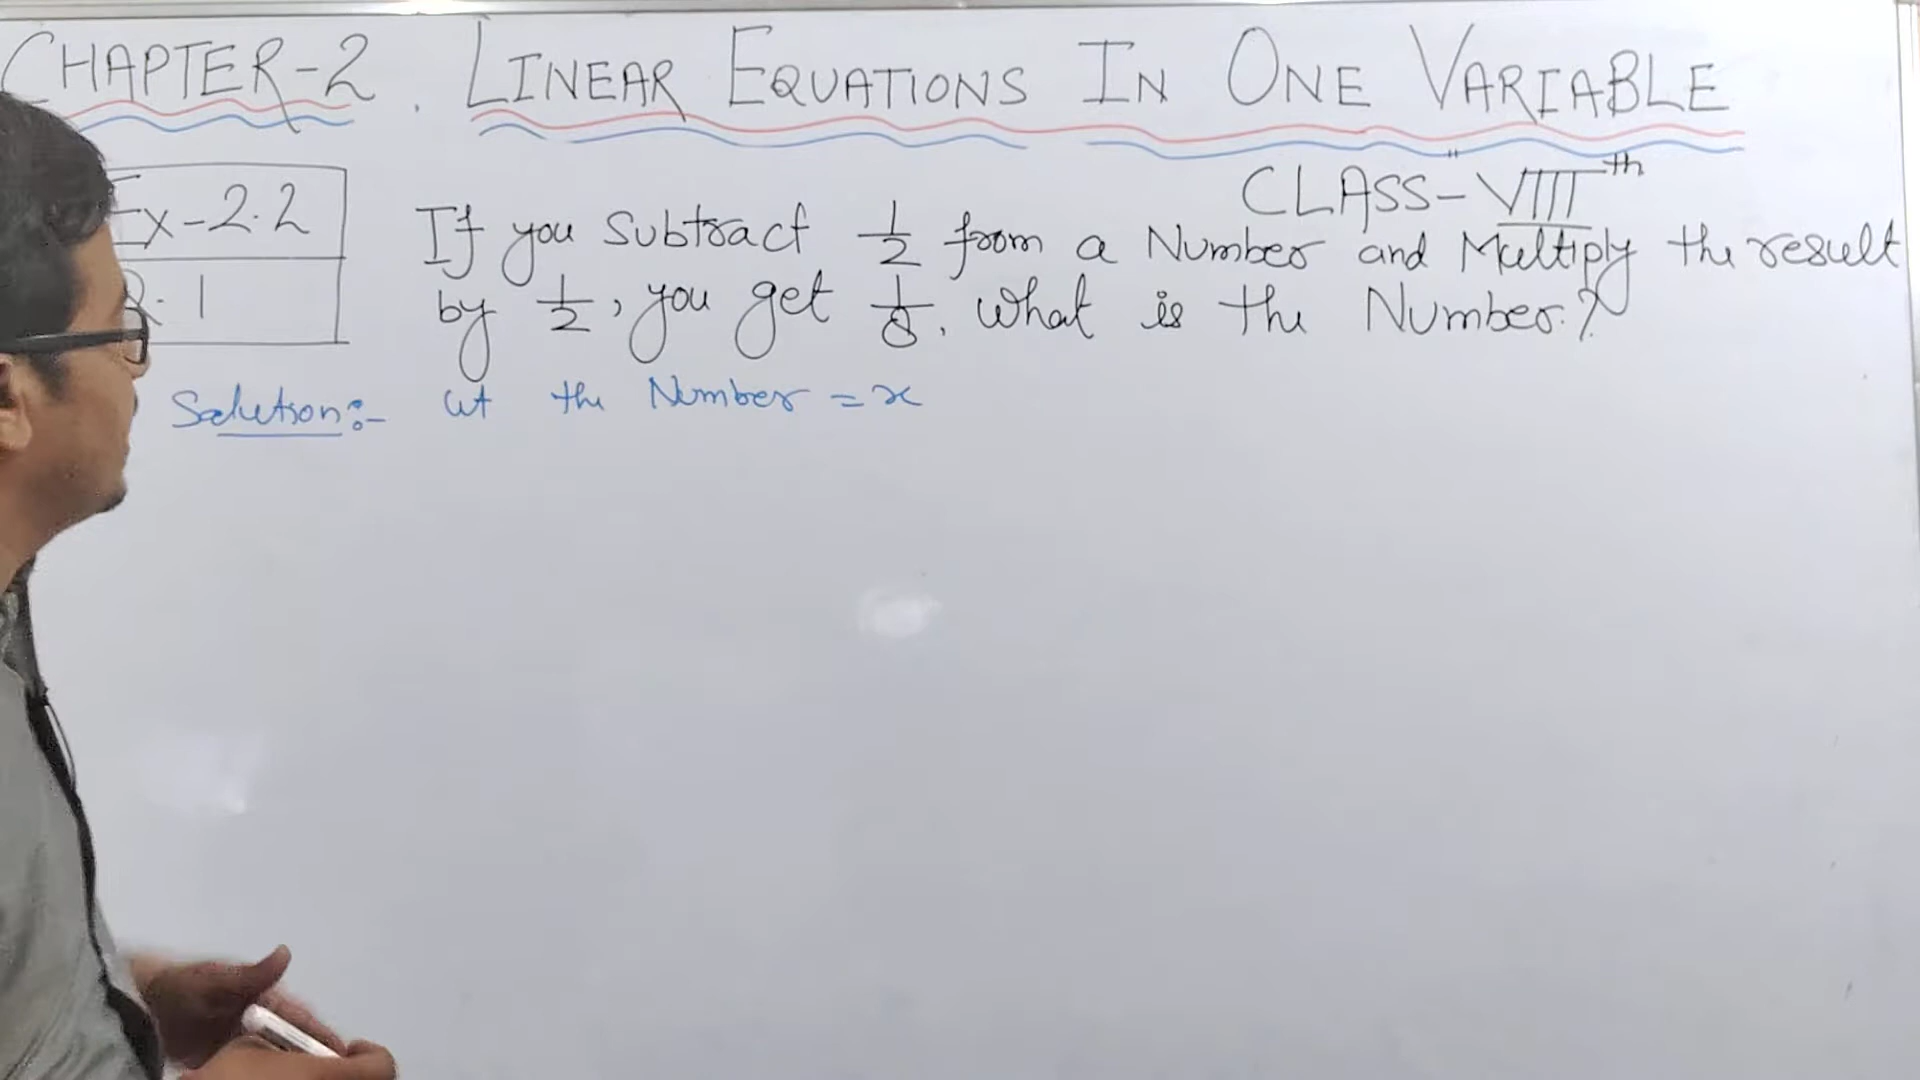 CHAPTER-2. LINEAR EQUATIONS IN ONE VARIABLE
CLASS-VIIIth
Ex-2.2
Q.1
If you subtract 1/2 from a Number and Multiply the result
by 1/2, you get 1/8. What is the Number.?
Solution:- Let the Number = x